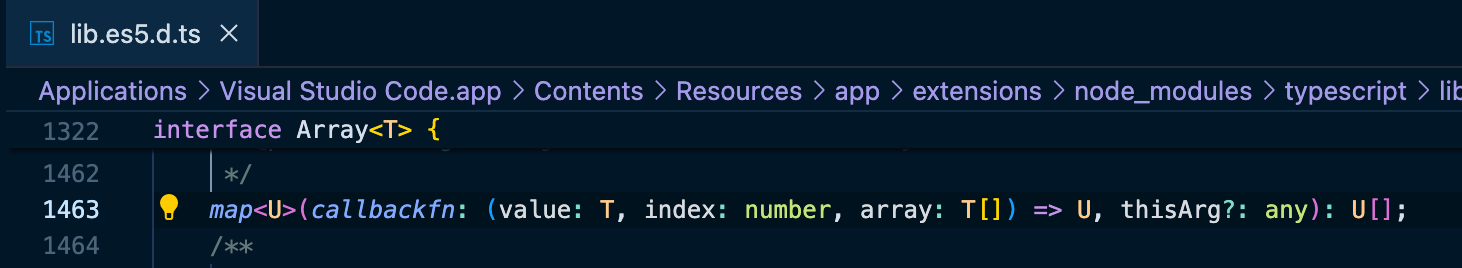 TS lib.es5.d.ts ×
Applications > Visual Studio Code.app > Contents > Resources > app > extensions > node_modules > typescript > lib
1322 interface Array<T> {
1462 */
1463 map<U>(callbackfn: (value: T, index: number, array: T[]) => U, thisArg?: any): U[];
1464 /**